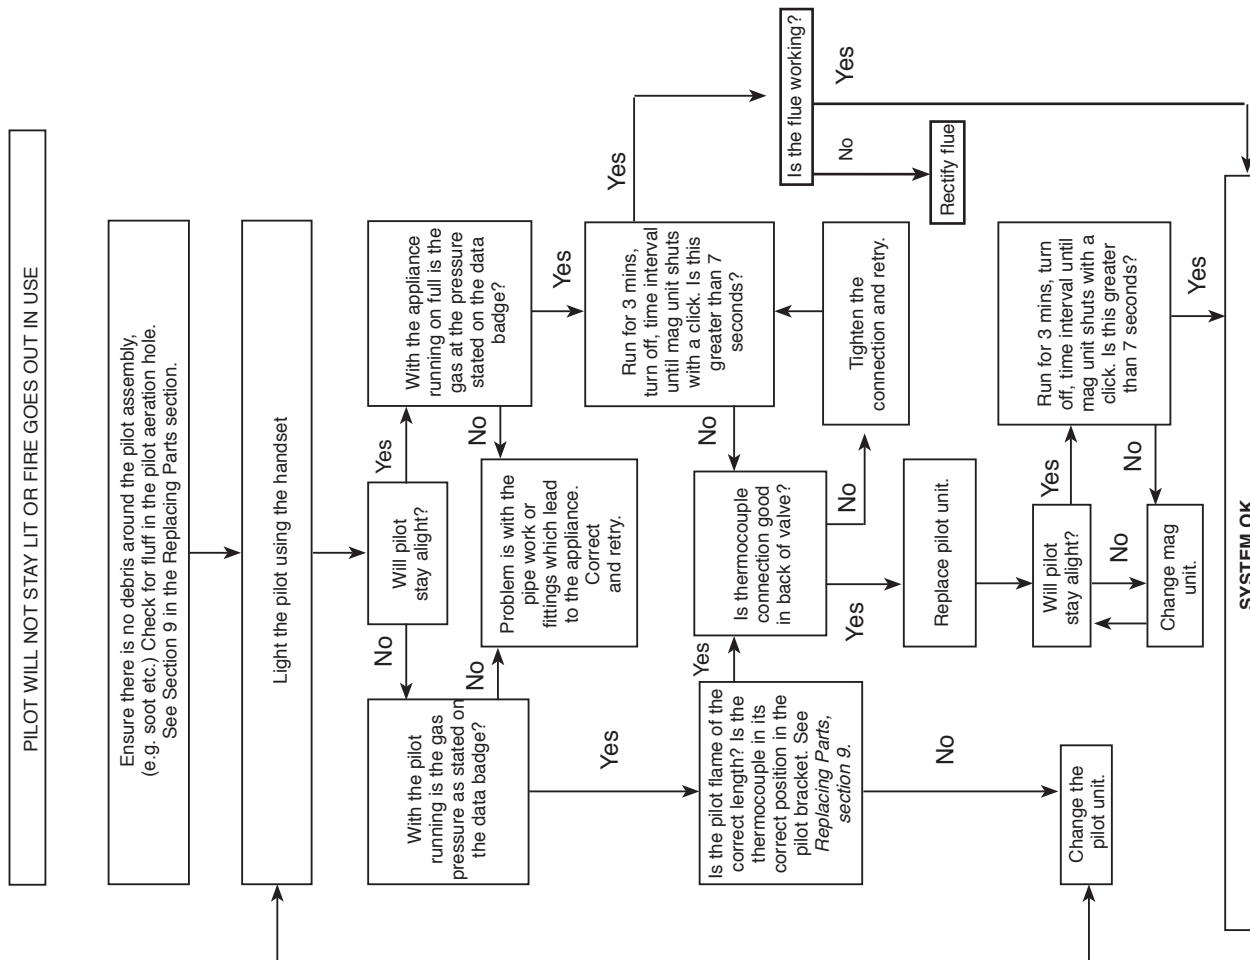 PILOT WILL NOT STAY LIT OR FIRE GOES OUT IN USE
Ensure there is no debris around the pilot assembly,
(e.g. soot etc.) Check for fluff in the pilot aeration hole.
See Section 9 in the Replacing Parts section.
Light the pilot using the handset
Will pilot
stay alight?
No
Yes
With the pilot
running is the gas
pressure as stated on
the data badge?
With the appliance
running on full is the
gas at the pressure
stated on the data
badge?
No
No
Problem is with the
pipe work or
fittings which lead
to the appliance.
Correct
and retry.
Yes
Yes
Is the pilot flame of the
correct length? Is the
thermocouple in its
correct position in the
pilot bracket. See
Replacing Parts,
section 9.
Yes
Is thermocouple
connection good
in back of valve?
No
Run for 3 mins,
turn off, time interval
until mag unit shuts
with a click. Is this
greater than 7
seconds?
Yes
Is the flue working?
No
Yes
Rectify flue
Yes
No
Tighten the
connection and retry.
Replace pilot unit.
No
Change the
pilot unit.
Will pilot
stay alight?
Yes
No
Change mag
unit.
Run for 3 mins, turn
off, time interval until
mag unit shuts with a
click. Is this greater
than 7 seconds?
No
Yes
SYSTEM OK